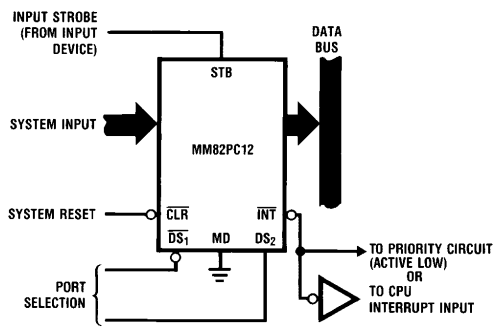 INPUT STROBE
(FROM INPUT
DEVICE)
DATA
BUS
STB
SYSTEM INPUT
MM82PC12
SYSTEM RESET
CLR
INT
DS1
MD
DS2
PORT
SELECTION
TO PRIORITY CIRCUIT
(ACTIVE LOW)
OR
TO CPU
INTERRUPT INPUT